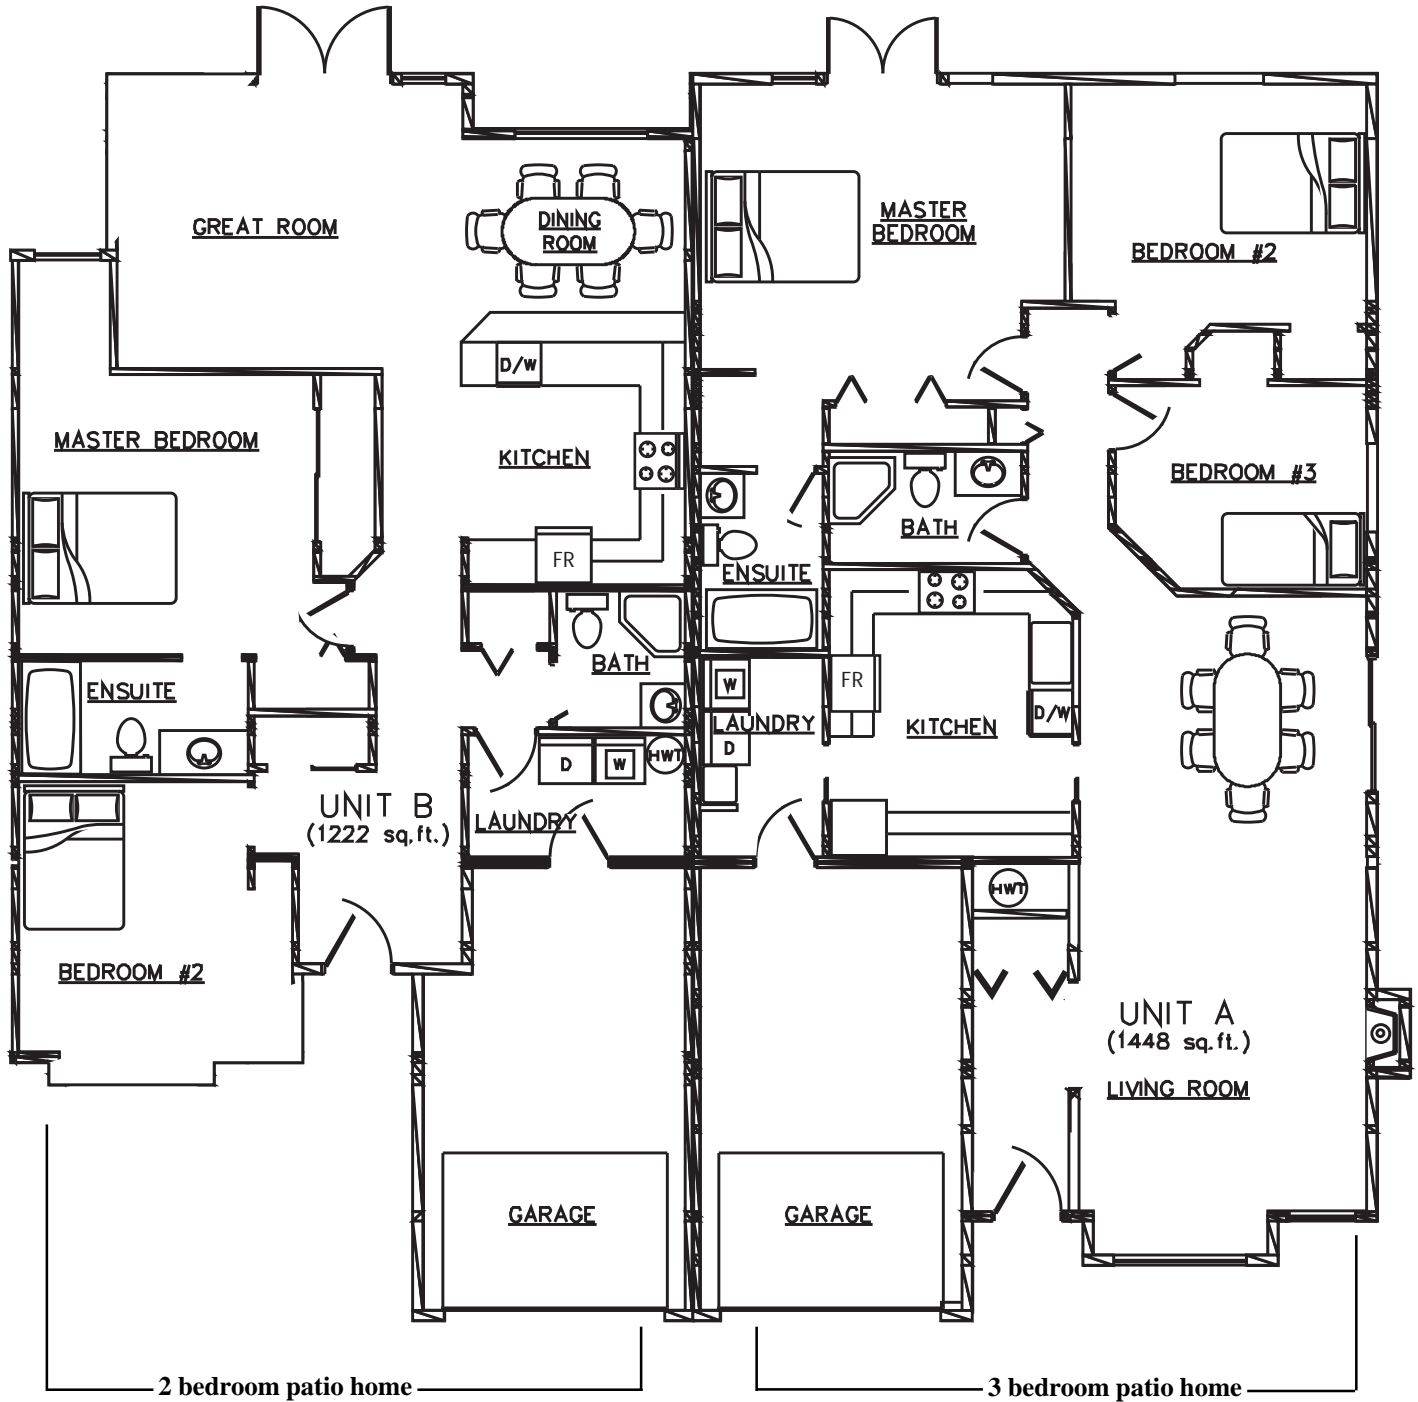 GREAT ROOM
DINING
ROOM
MASTER
BEDROOM
BEDROOM #2
D/W
MASTER BEDROOM
KITCHEN
BEDROOM #3
BATH
FR
ENSUITE
BATH
ENSUITE
FR
W
LAUNDRY
KITCHEN
D/W
D
D
W
HWT
UNIT B
(1222 sq.ft.)
LAUNDRY
HWT
BEDROOM #2
UNIT A
(1448 sq.ft.)
LIVING ROOM
GARAGE
GARAGE
2 bedroom patio home
3 bedroom patio home